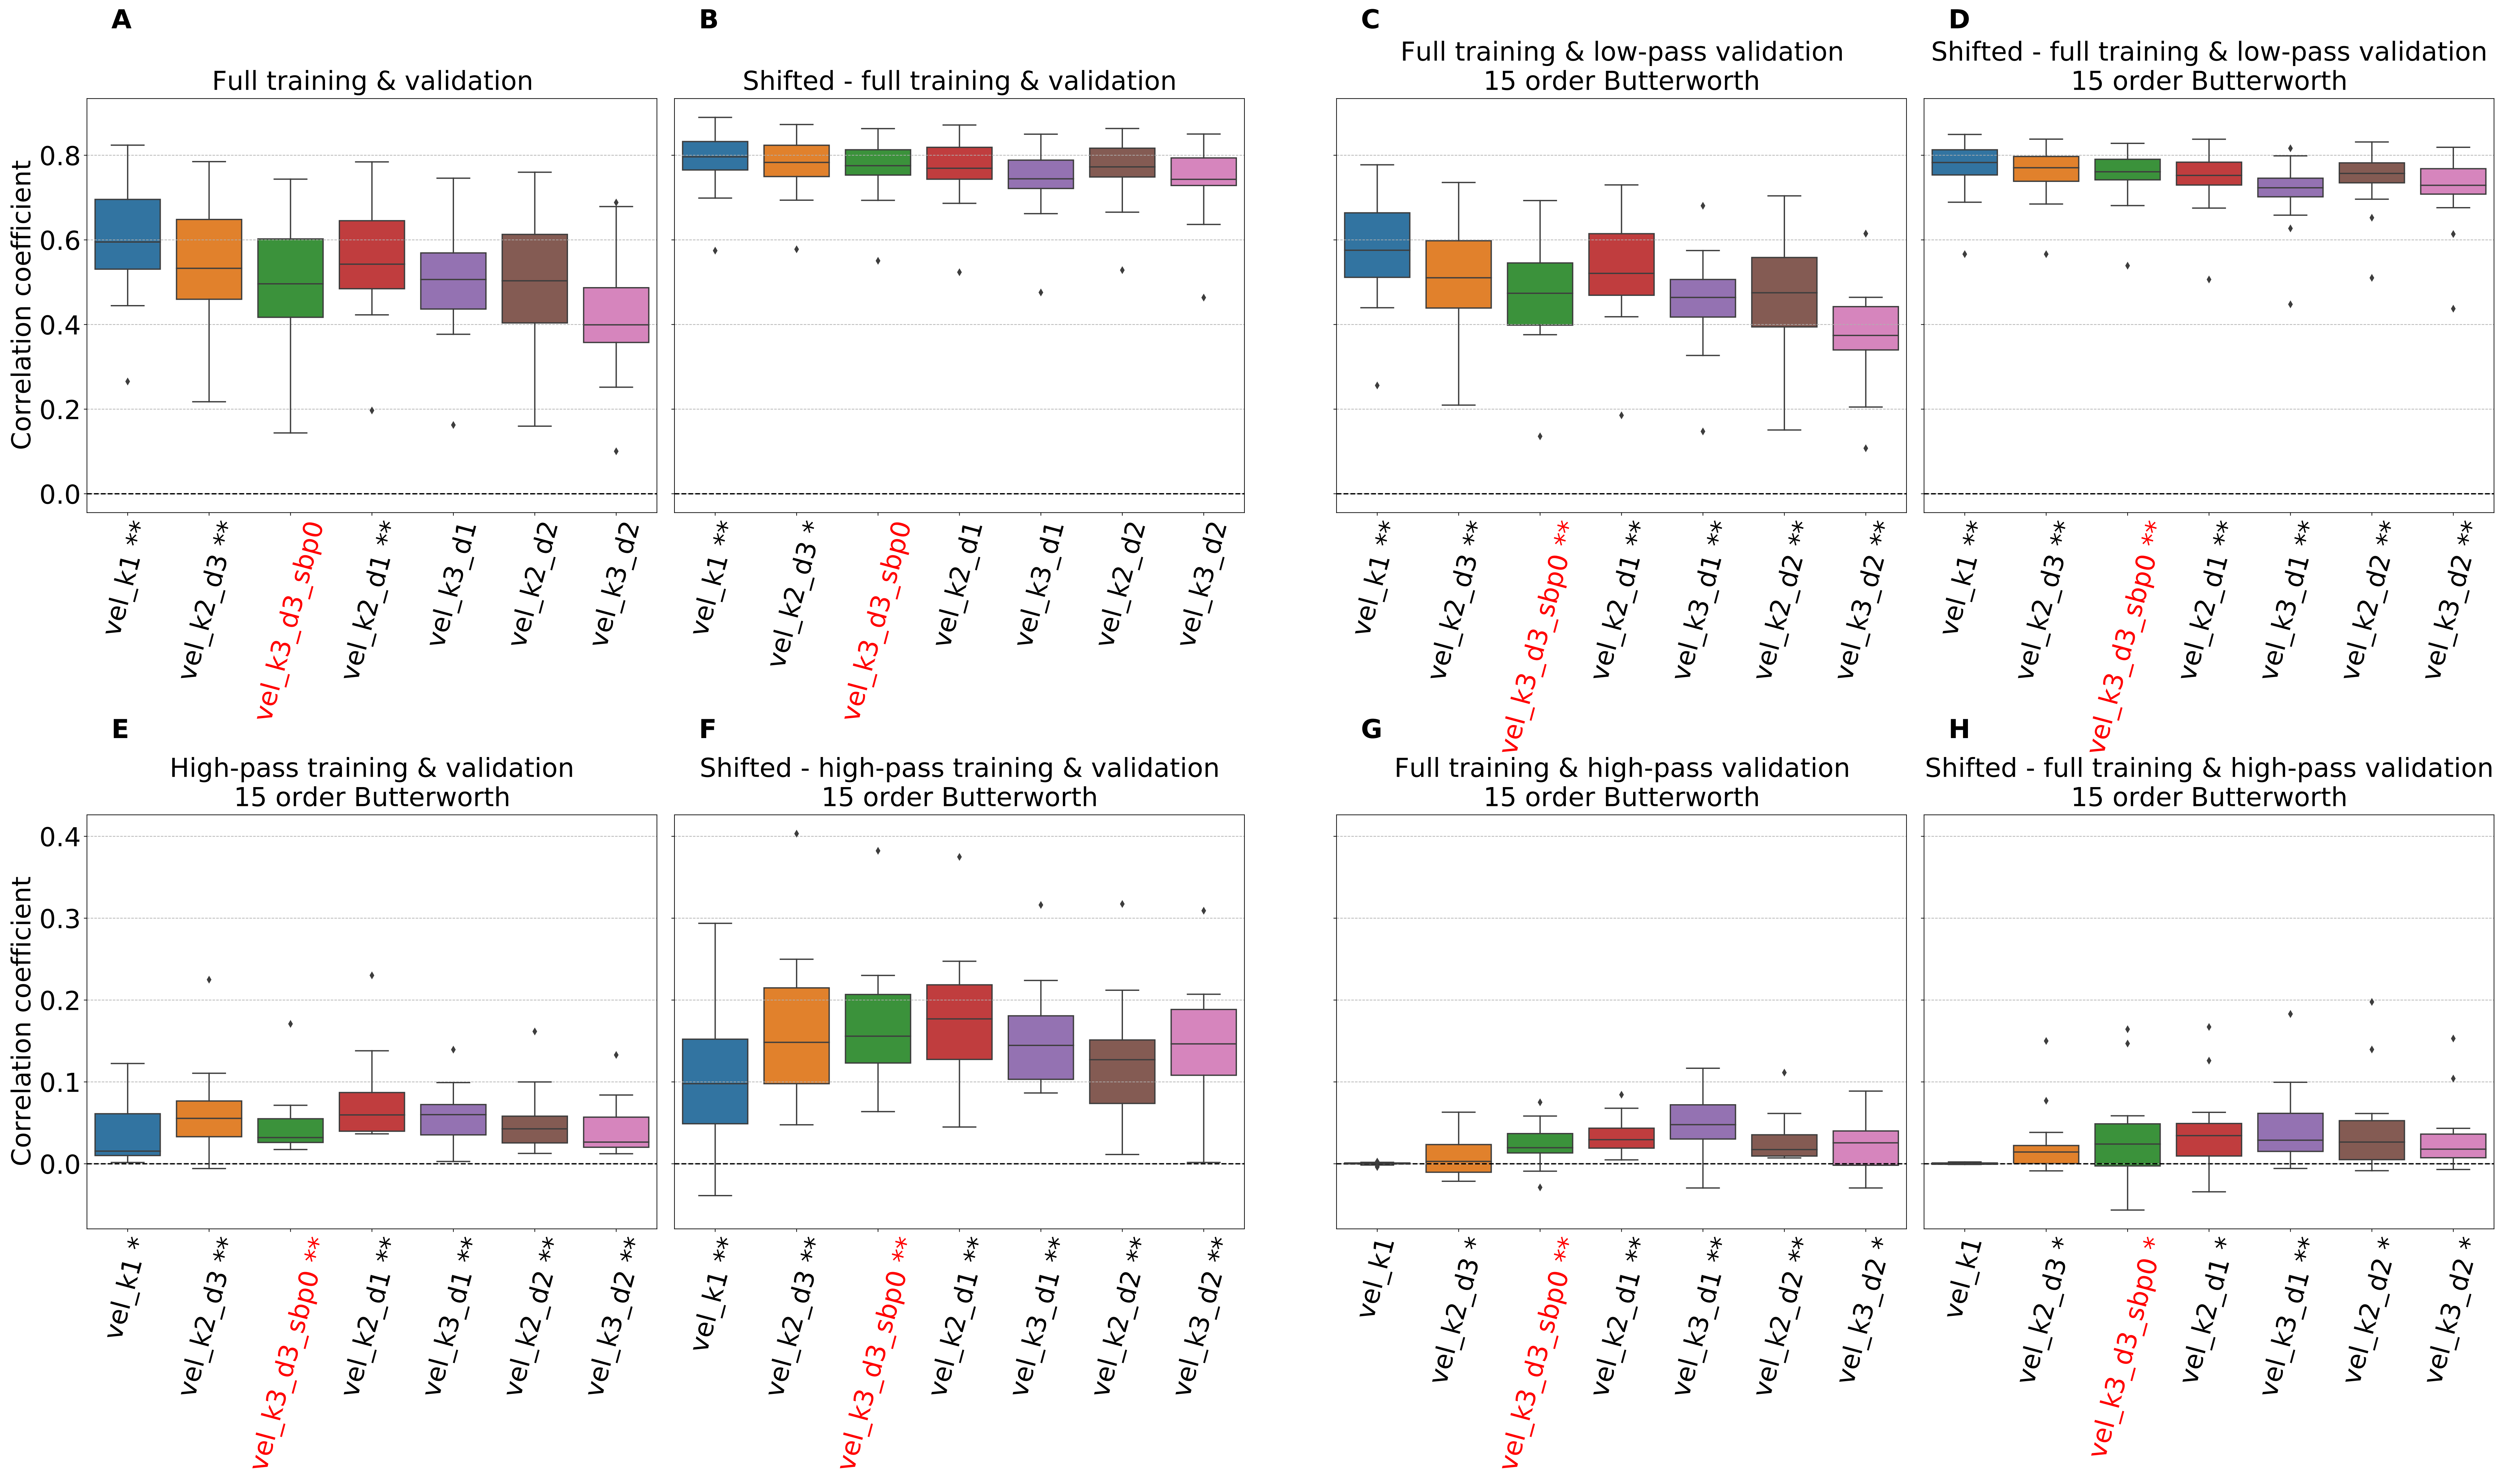 A
B
C
D
Full training & validation
Shifted - full training & validation
Full training & low-pass validation
15 order Butterworth
Shifted - full training & low-pass validation
15 order Butterworth
Correlation coefficient
0.8
0.6
0.4
0.2
0.0
vel_k1 **
vel_k2_d3 **
vel_k3_d3_sbp0
vel_k2_d1 **
vel_k3_d1
vel_k2_d2
vel_k3_d2
vel_k1 **
vel_k2_d3 *
vel_k3_d3_sbp0
vel_k2_d1
vel_k3_d1
vel_k2_d2
vel_k3_d2
vel_k1 **
vel_k2_d3 **
vel_k3_d3_sbp0 **
vel_k2_d1 **
vel_k3_d1 **
vel_k2_d2 **
vel_k3_d2 **
vel_k1 **
vel_k2_d3 **
vel_k3_d3_sbp0 **
vel_k2_d1 **
vel_k3_d1 **
vel_k2_d2 **
vel_k3_d2 **
E
F
G
H
High-pass training & validation
15 order Butterworth
Shifted - high-pass training & validation
15 order Butterworth
Full training & high-pass validation
15 order Butterworth
Shifted - full training & high-pass validation
15 order Butterworth
Correlation coefficient
0.4
0.3
0.2
0.1
0.0
vel_k1 *
vel_k2_d3 **
vel_k3_d3_sbp0 **
vel_k2_d1 **
vel_k3_d1 **
vel_k2_d2 **
vel_k3_d2 **
vel_k1 **
vel_k2_d3 **
vel_k3_d3_sbp0 **
vel_k2_d1 **
vel_k3_d1 **
vel_k2_d2 **
vel_k3_d2 **
vel_k1
vel_k2_d3 *
vel_k3_d3_sbp0 **
vel_k2_d1 **
vel_k3_d1 **
vel_k2_d2 **
vel_k3_d2 *
vel_k1
vel_k2_d3 *
vel_k3_d3_sbp0 *
vel_k2_d1 *
vel_k3_d1 **
vel_k2_d2 *
vel_k3_d2 *